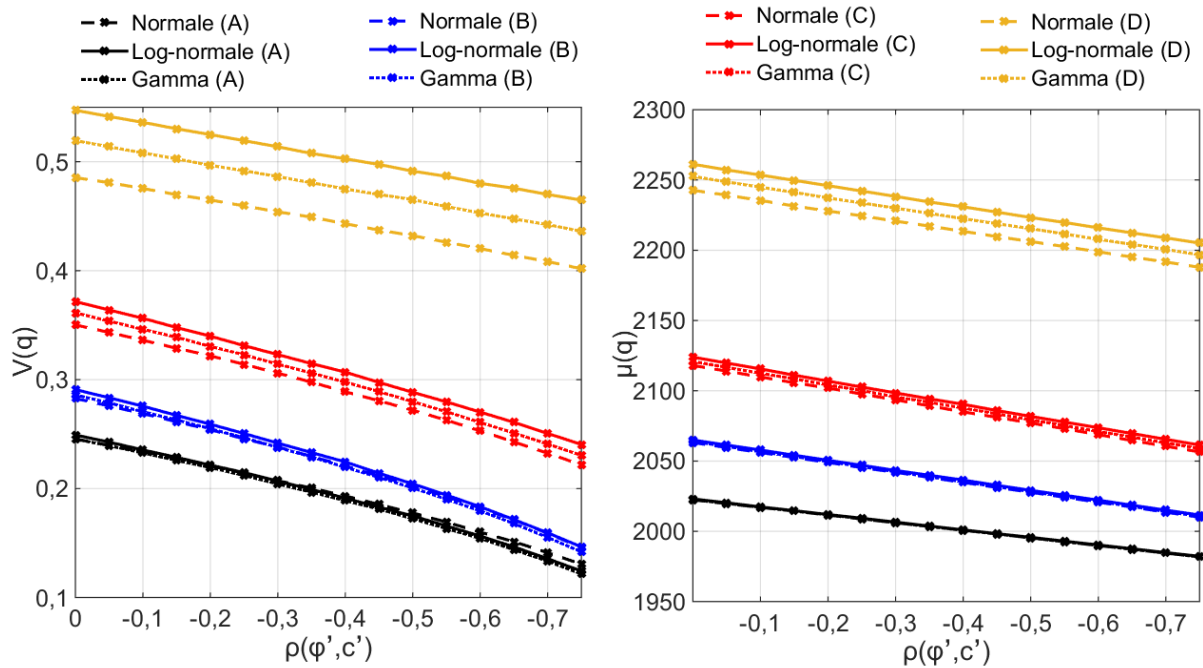 Normale (A) Normale (B)
Log-normale (A) Log-normale (B)
Gamma (A) Gamma (B)
0,5
0,4
0,3
0,2
0,1
V(q)
0 -0,1 -0,2 -0,3 -0,4 -0,5 -0,6 -0,7
ρ(φ’,c’)
Normale (C) Normale (D)
Log-normale (C) Log-normale (D)
Gamma (C) Gamma (D)
2300
2250
2200
2150
2100
2050
2000
1950
μ(q)
-0,1 -0,2 -0,3 -0,4 -0,5 -0,6 -0,7
ρ(φ’,c’)